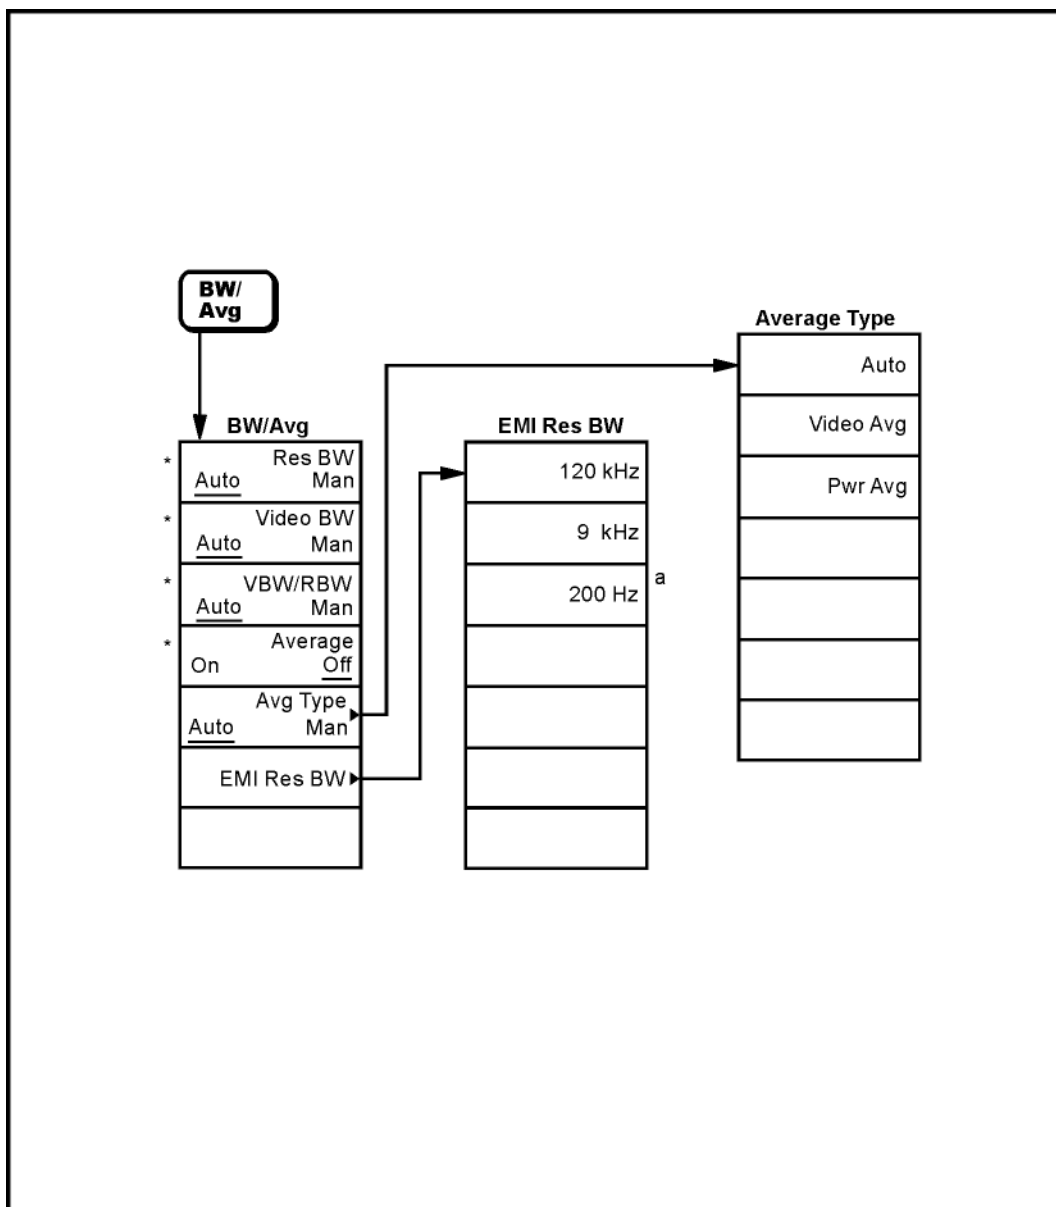 BW/
Avg
BW/Avg
* Res BW
Auto Man
* Video BW
Auto Man
* VBW/RBW
Auto Man
* Average
On Off
Avg Type
Auto Man
EMI Res BW
EMI Res BW
120 kHz
9 kHz
200 Hz a
Average Type
Auto
Video Avg
Pwr Avg